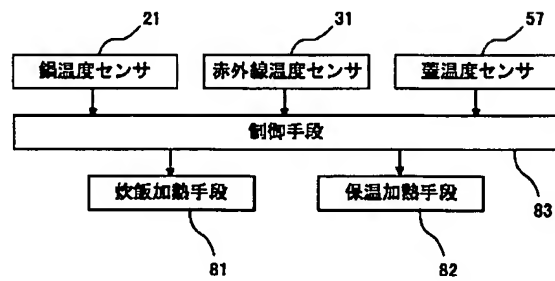 21 31 57
鍋温度センサ 赤外線温度センサ 蓋温度センサ
制御手段
炊飯加熱手段 保温加熱手段 83
81 82